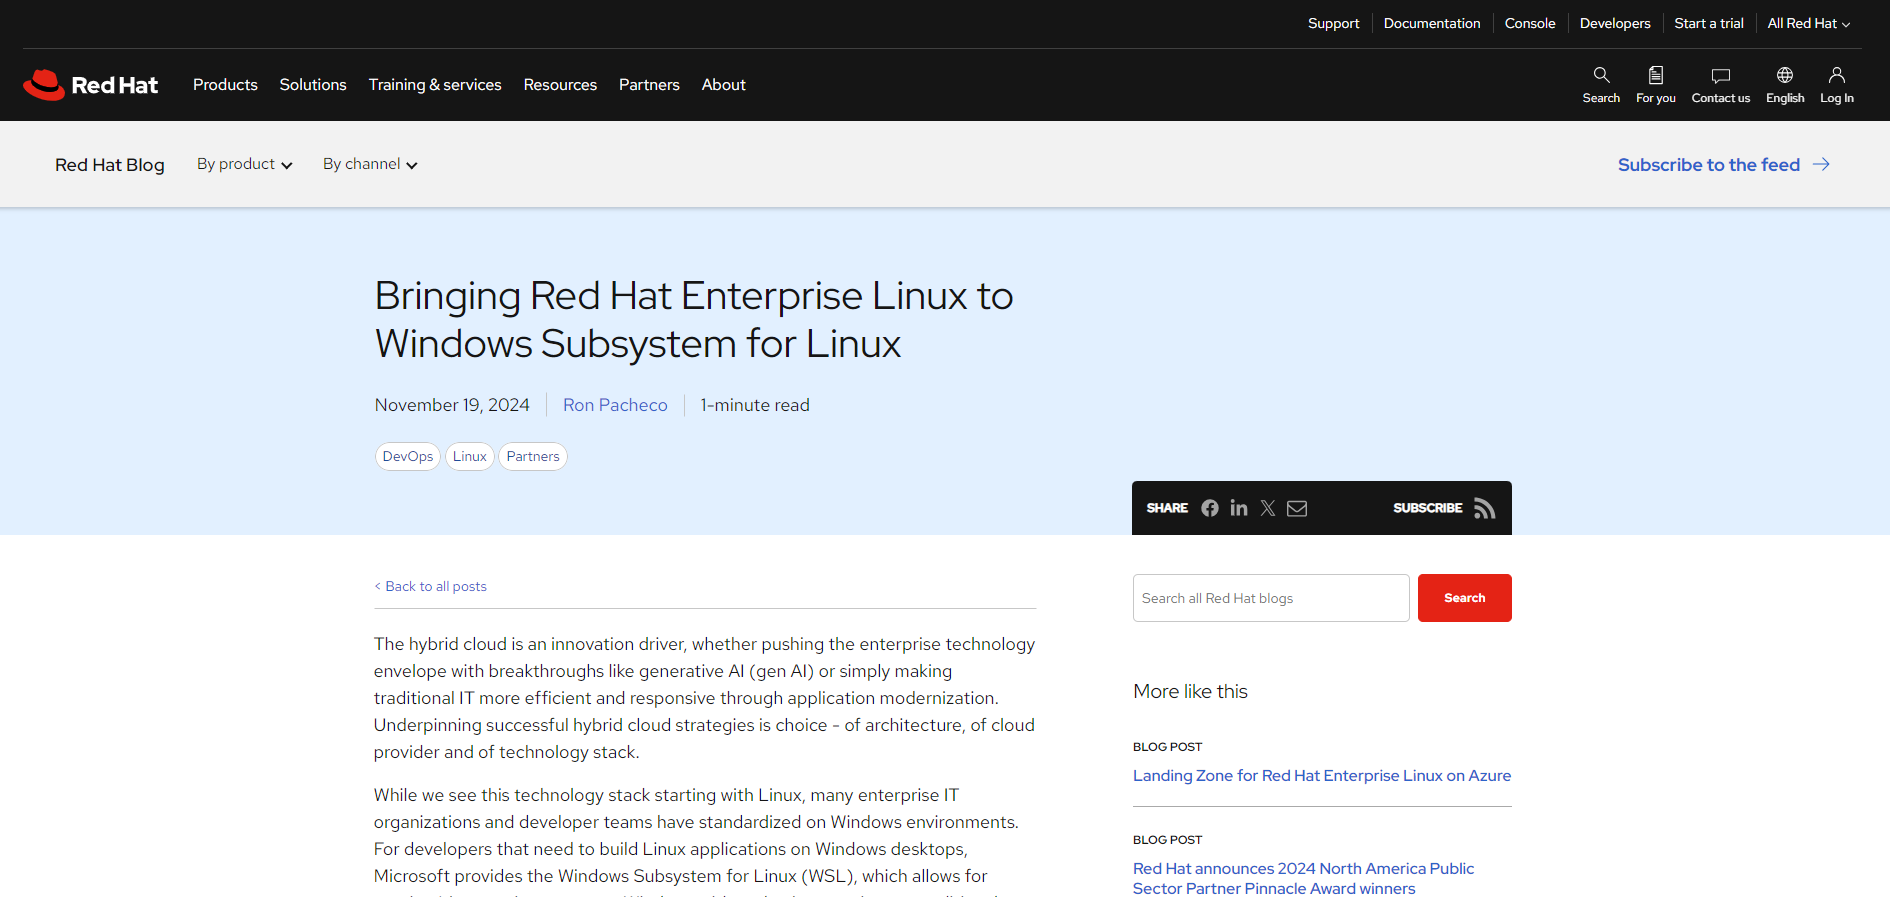 Support
Documentation
Console
Developers
Start a trial
All Red Hat
Red Hat
Products
Solutions
Training & services
Resources
Partners
About
Search
For you
Contact us
English
Log In
Red Hat Blog
By product
By channel
Subscribe to the feed
Bringing Red Hat Enterprise Linux to
Windows Subsystem for Linux
November 19, 2024
Ron Pacheco
1-minute read
DevOps
Linux
Partners
SHARE
SUBSCRIBE
< Back to all posts
The hybrid cloud is an innovation driver, whether pushing the enterprise technology
envelope with breakthroughs like generative AI (gen AI) or simply making
traditional IT more efficient and responsive through application modernization.
Underpinning successful hybrid cloud strategies is choice - of architecture, of cloud
provider and of technology stack.
While we see this technology stack starting with Linux, many enterprise IT
organizations and developer teams have standardized on Windows environments.
For developers that need to build Linux applications on Windows desktops,
Microsoft provides the Windows Subsystem for Linux (WSL), which allows for
Search all Red Hat blogs
Search
More like this
BLOG POST
Landing Zone for Red Hat Enterprise Linux on Azure
BLOG POST
Red Hat announces 2024 North America Public
Sector Partner Pinnacle Award winners